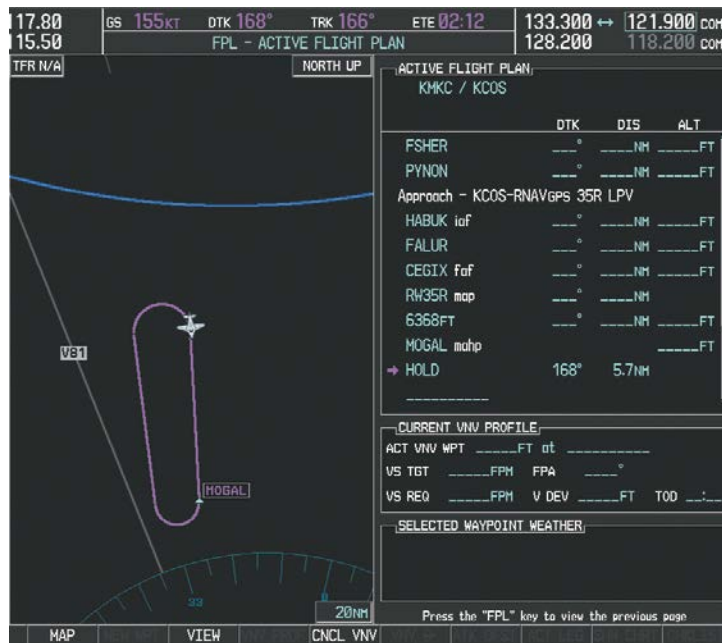 117.80 GS 155KT DTK 168° TRK 166° ETE 02:12 133.300 ↔ 121.900 COM
115.50 FPL – ACTIVE FLIGHT PLAN 128.200 118.200 COM
TFR N/A NORTH UP
ACTIVE FLIGHT PLAN
KMKC / KCOS
DTK DIS ALT
FSHER ___° ____NM _____FT
PYNON ___° ____NM _____FT
Approach – KCOS-RNAVGPS 35R LPV
HABUK iaf ___° ____NM _____FT
FALUR ___° ____NM _____FT
CEGIX faf ___° ____NM _____FT
RW35R map ___° ____NM
6368FT ___° ____NM _____FT
MOGAL mahp _____FT
HOLD 168° 5.7NM
__________
V81
MOGAL
33
20NM
CURRENT VNV PROFILE
ACT VNV WPT _____FT at __________
VS TGT _____FPM FPA ____°
VS REQ _____FPM V DEV _____FT TOD __:__
SELECTED WAYPOINT WEATHER
Press the "FPL" key to view the previous page
MAP VIEW CNCL VNV